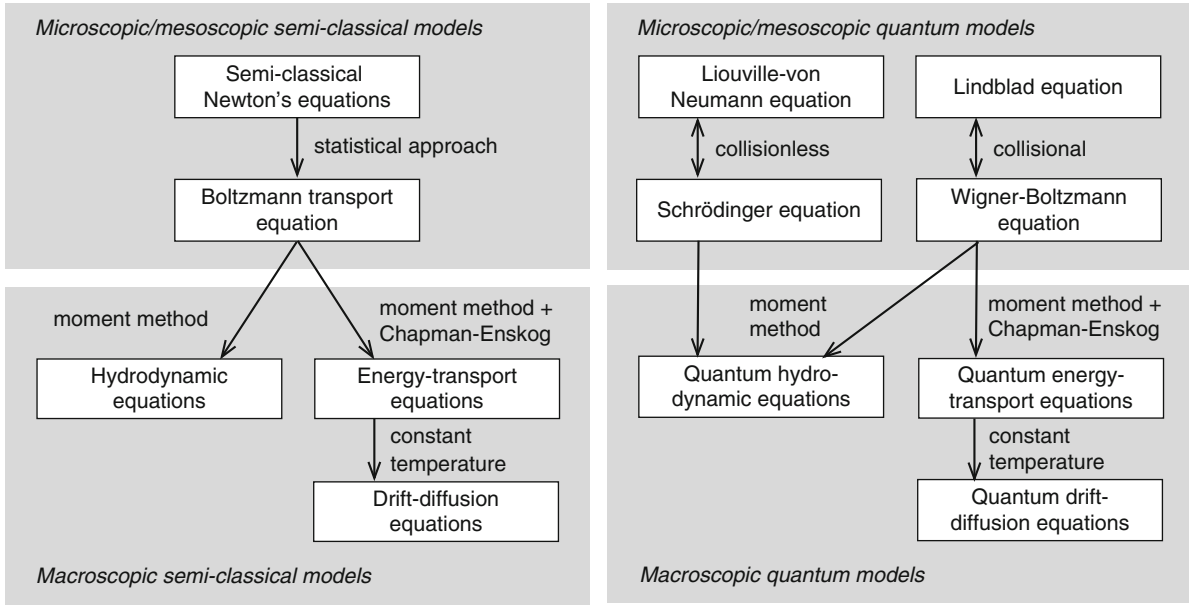 Microscopic/mesoscopic semi-classical models
Semi-classical
Newton's equations
statistical approach
Boltzmann transport
equation
moment method
moment method +
Chapman-Enskog
Hydrodynamic
equations
Energy-transport
equations
constant
temperature
Drift-diffusion
equations
Macroscopic semi-classical models
Microscopic/mesoscopic quantum models
Liouville-von
Neumann equation
Lindblad equation
collisionless
collisional
Schrödinger equation
Wigner-Boltzmann
equation
moment
method
moment method +
Chapman-Enskog
Quantum hydro-
dynamic equations
Quantum energy-
transport equations
constant
temperature
Quantum drift-
diffusion equations
Macroscopic quantum models